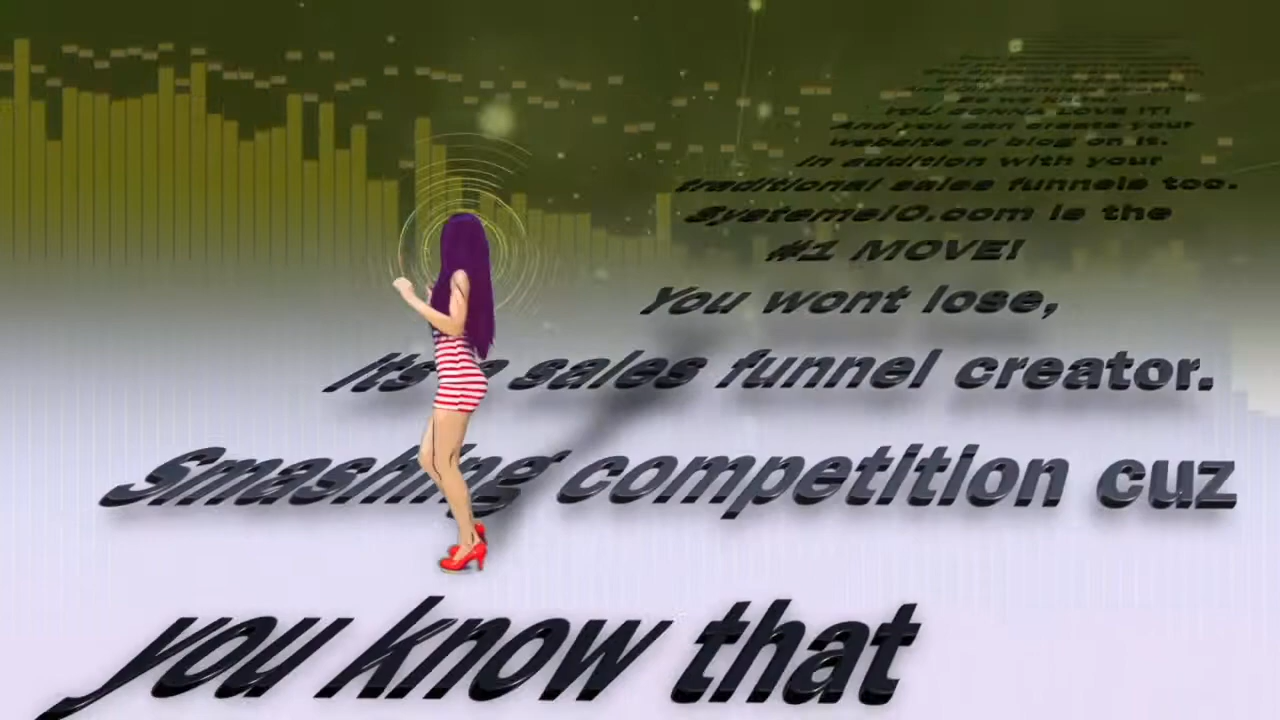 YOU GONNA LOVE IT!
And you can create your
website or blog on it.
In addition with your
traditional sales funnels too.
SystemeIO.com is the
#1 MOVE!
You wont lose,
Its a sales funnel creator.
Smashing competition cuz
you know that